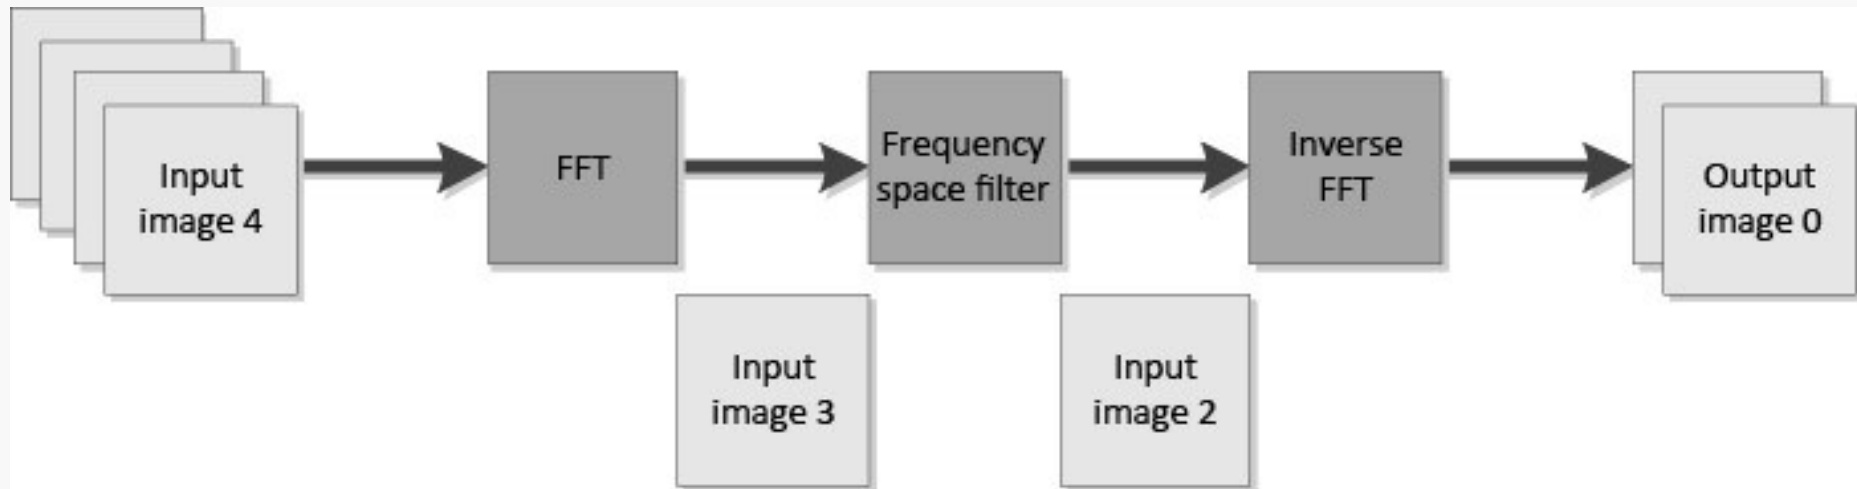 Input
image 4
FFT
Frequency
space filter
Inverse
FFT
Output
image 0
Input
image 3
Input
image 2